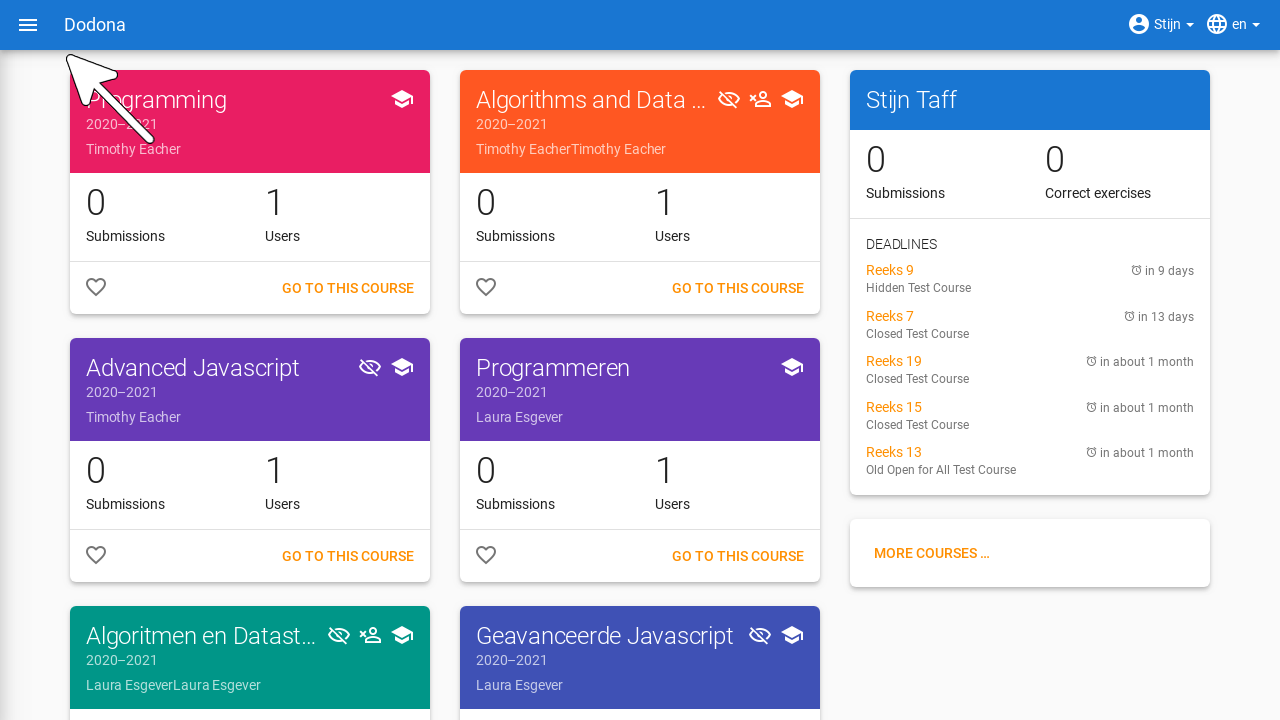 Dodona
Stijn
en
Programming
2020–2021
Timothy Eacher
0
1
Submissions
Users
GO TO THIS COURSE
Algorithms and Data ...
2020–2021
Timothy EacherTimothy Eacher
0
1
Submissions
Users
GO TO THIS COURSE
Advanced Javascript
2020–2021
Timothy Eacher
0
1
Submissions
Users
GO TO THIS COURSE
Programmeren
2020–2021
Laura Esgever
0
1
Submissions
Users
GO TO THIS COURSE
Algoritmen en Datast...
2020–2021
Laura EsgeverLaura Esgever
Geavanceerde Javascript
2020–2021
Laura Esgever
Stijn Taff
0
0
Submissions
Correct exercises
DEADLINES
Reeks 9
in 9 days
Hidden Test Course
Reeks 7
in 13 days
Closed Test Course
Reeks 19
in about 1 month
Closed Test Course
Reeks 15
in about 1 month
Closed Test Course
Reeks 13
in about 1 month
Old Open for All Test Course
MORE COURSES ...